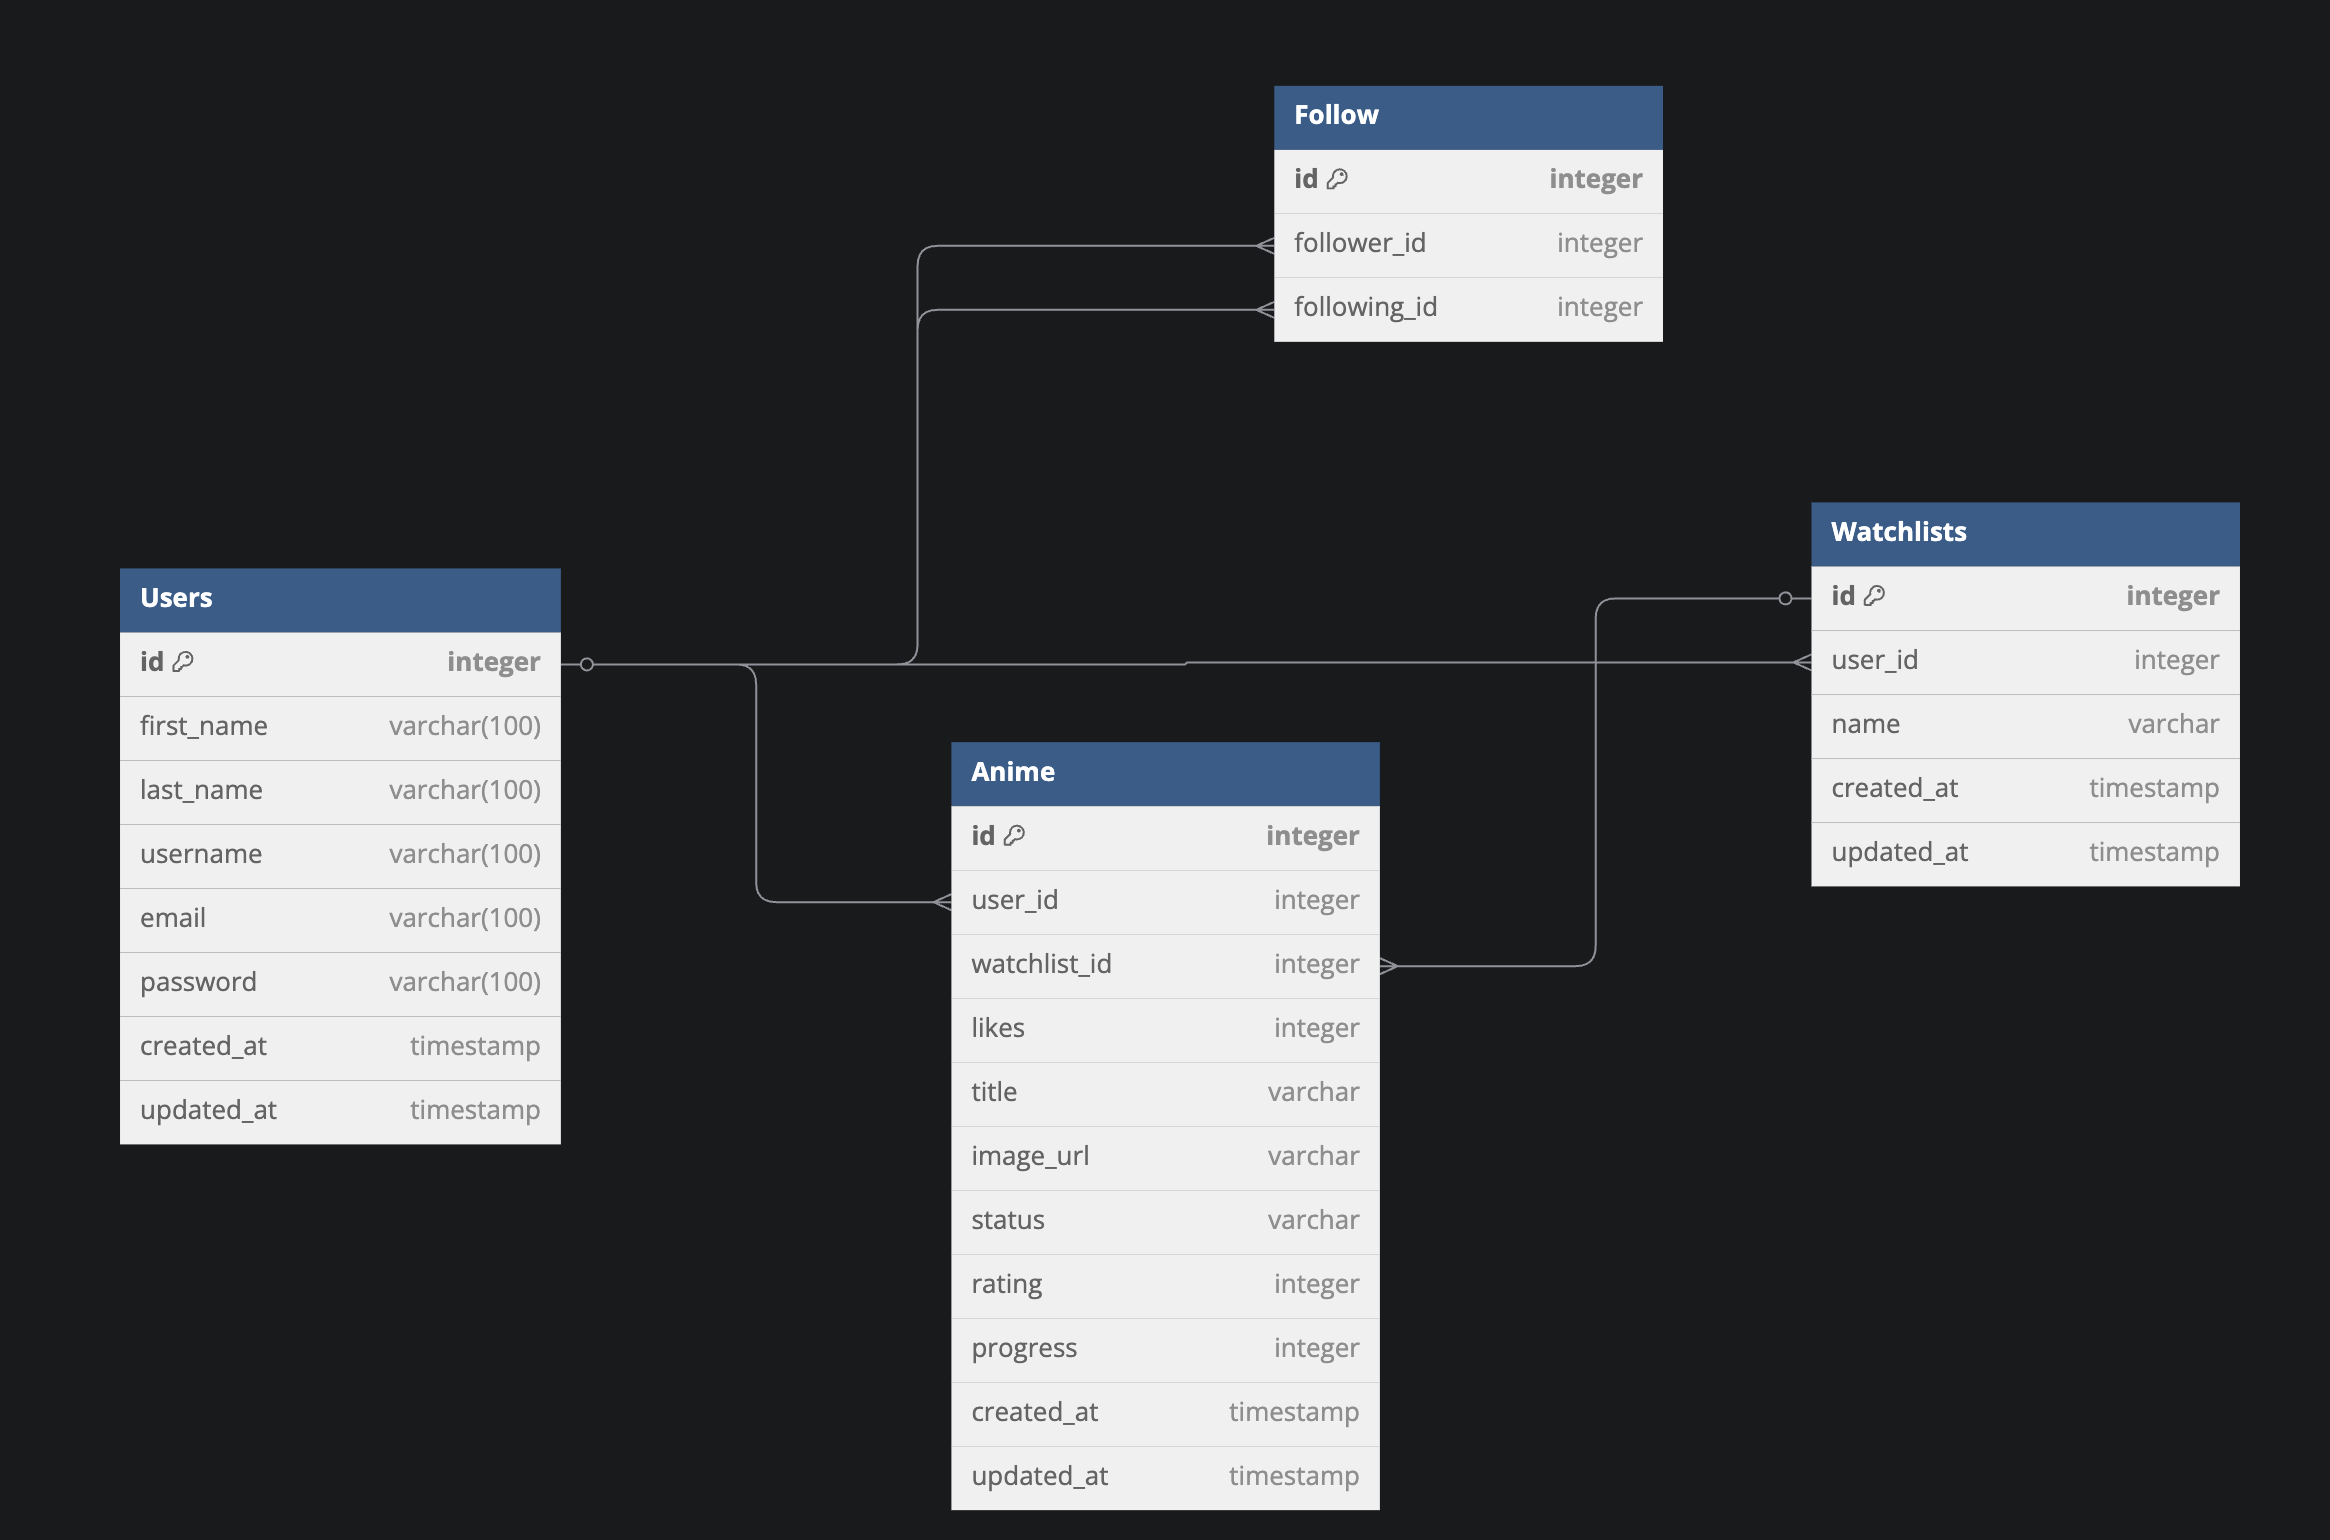 Follow
id integer
follower_id integer
following_id integer
Watchlists
id integer
user_id integer
name varchar
created_at timestamp
updated_at timestamp
Users
id integer
first_name varchar(100)
last_name varchar(100)
username varchar(100)
email varchar(100)
password varchar(100)
created_at timestamp
updated_at timestamp
Anime
id integer
user_id integer
watchlist_id integer
likes integer
title varchar
image_url varchar
status varchar
rating integer
progress integer
created_at timestamp
updated_at timestamp